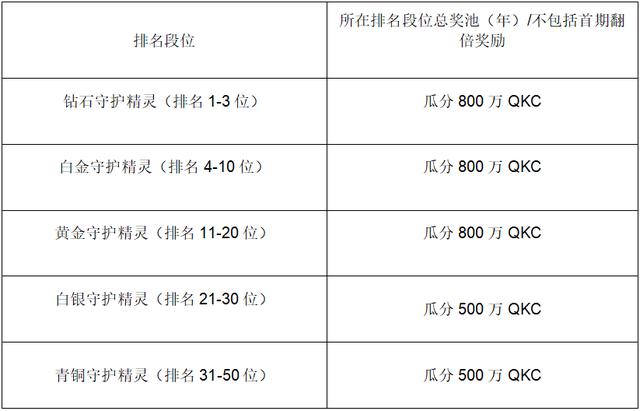 排名段位
所在排名段位总奖池（年）/不包括首期翻
倍奖励
钻石守护精灵（排名 1-3 位）
瓜分 800 万 QKC
白金守护精灵（排名 4-10 位）
瓜分 800 万 QKC
黄金守护精灵（排名 11-20 位）
瓜分 800 万 QKC
白银守护精灵（排名 21-30 位）
瓜分 500 万 QKC
青铜守护精灵（排名 31-50 位）
瓜分 500 万 QKC